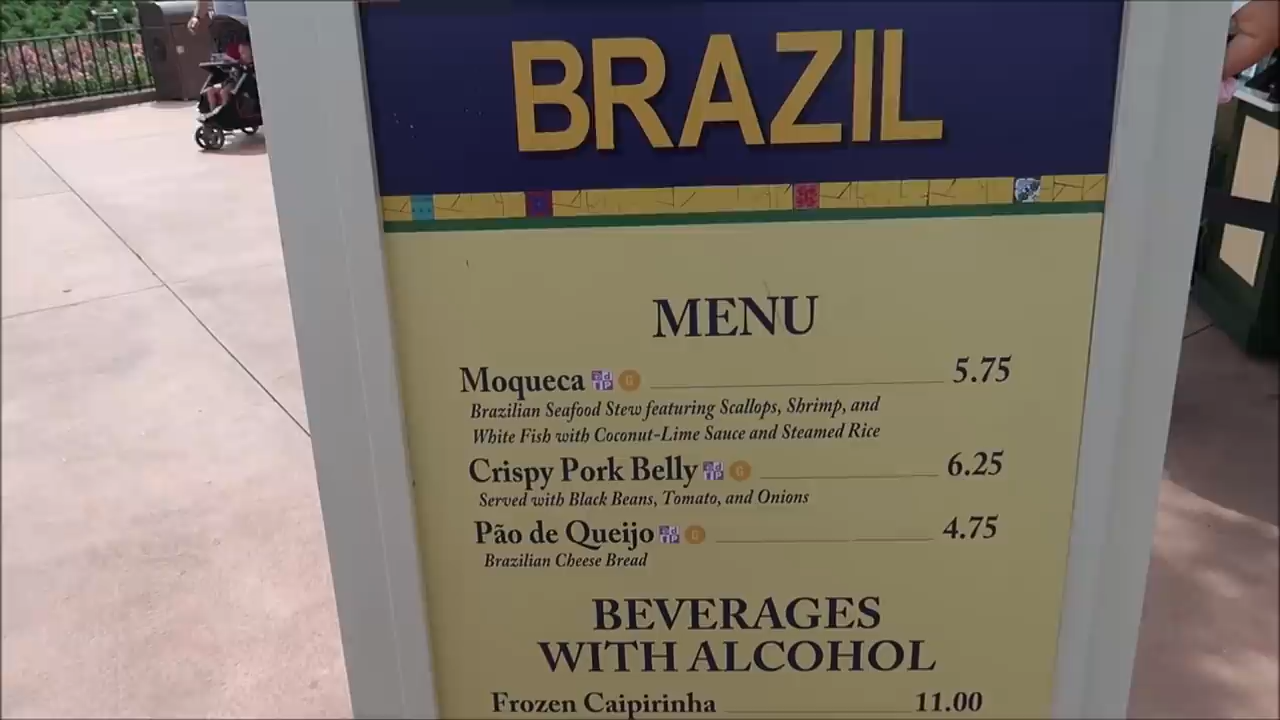 BRAZIL
MENU
Moqueca G 5.75
Brazilian Seafood Stew featuring Scallops, Shrimp, and
White Fish with Coconut-Lime Sauce and Steamed Rice
Crispy Pork Belly G 6.25
Served with Black Beans, Tomato, and Onions
Pão de Queijo G 4.75
Brazilian Cheese Bread
BEVERAGES
WITH ALCOHOL
Frozen Caipirinha 11.00